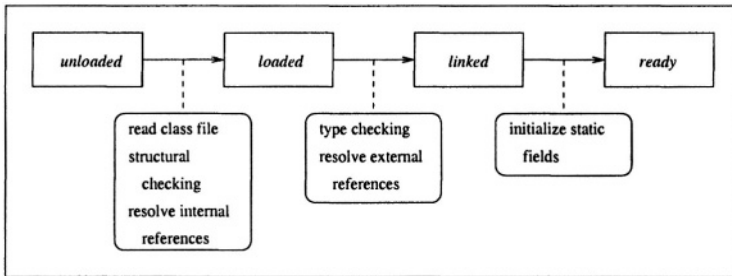 unloaded
loaded
linked
ready
read class file
structural
checking
resolve internal
references
type checking
resolve external
references
initialize static
fields